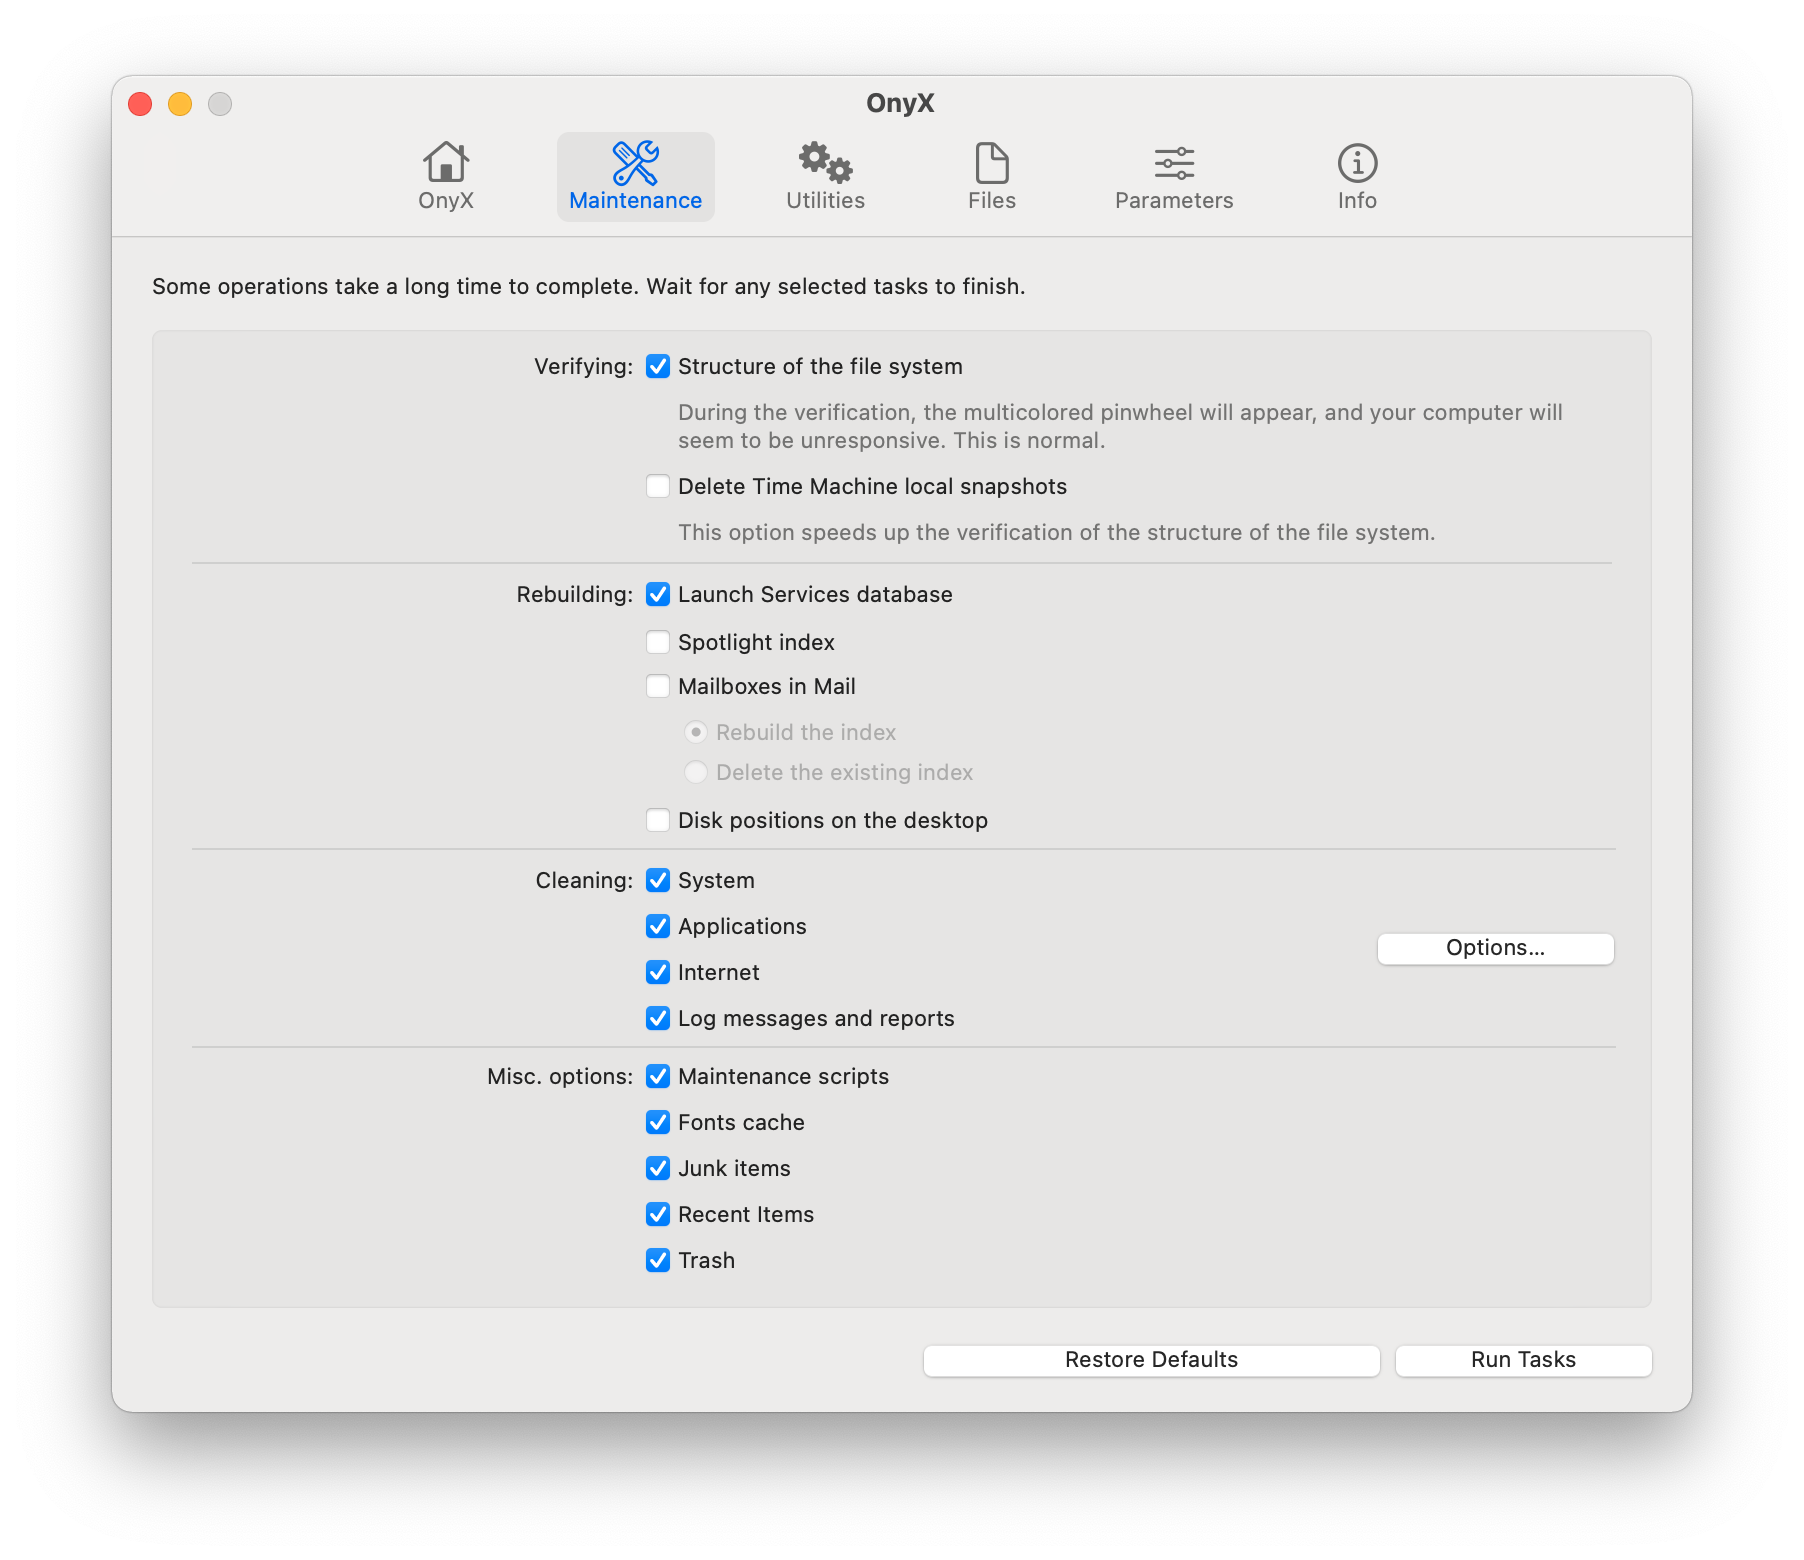 OnyX
OnyX
Maintenance
Utilities
Files
Parameters
Info
Some operations take a long time to complete. Wait for any selected tasks to finish.
Verifying: Structure of the file system
During the verification, the multicolored pinwheel will appear, and your computer will
seem to be unresponsive. This is normal.
Delete Time Machine local snapshots
This option speeds up the verification of the structure of the file system.
Rebuilding: Launch Services database
Spotlight index
Mailboxes in Mail
Rebuild the index
Delete the existing index
Disk positions on the desktop
Cleaning: System
Applications
Options...
Internet
Log messages and reports
Misc. options: Maintenance scripts
Fonts cache
Junk items
Recent Items
Trash
Restore Defaults
Run Tasks